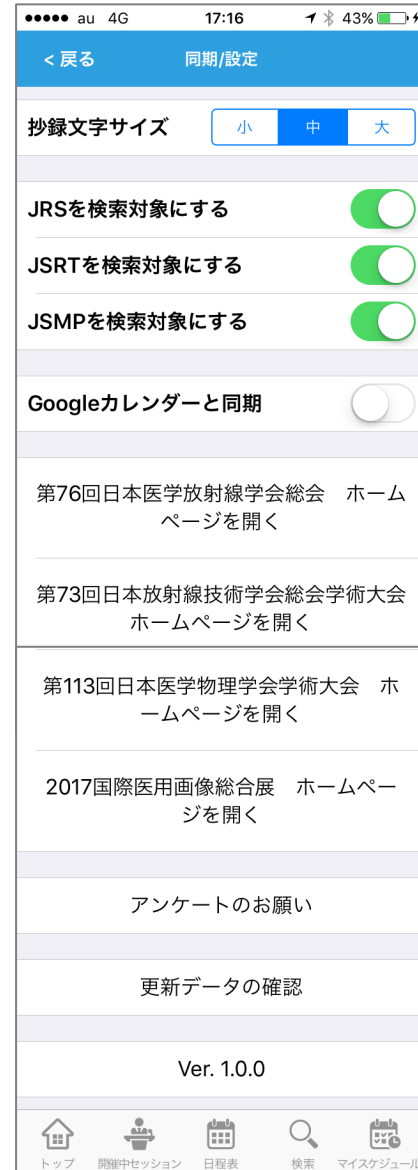 au 4G 17:16 43%
< 戻る 同期/設定
抄録文字サイズ 小 中 大
JRSを検索対象にする
JSRTを検索対象にする
JSMPを検索対象にする
Googleカレンダーと同期
第76回日本医学放射線学会総会　ホーム
ページを開く
第73回日本放射線技術学会総会学術大会
ホームページを開く
第113回日本医学物理学会学術大会　ホ
ームページを開く
2017国際医用画像総合展　ホームペー
ジを開く
アンケートのお願い
更新データの確認
Ver. 1.0.0
トップ 開催中セッション 日程表 検索 マイスケジュール